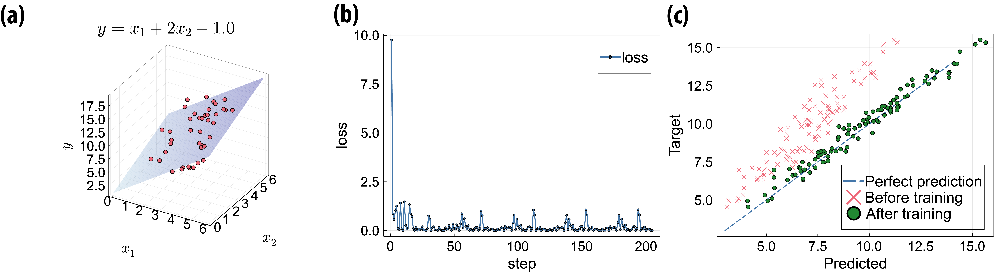 (a)
y = x₁ + 2x₂ + 1.0
17.5
15.0
12.5
10.0
7.5
5.0
2.5
y
0 1 2 3 4 5 6
x₁
0 1 2 3 4 5 6
x₂
(b)
10.0
7.5
5.0
2.5
0.0
loss
loss
0 50 100 150 200
step
(c)
15.0
12.5
10.0
7.5
5.0
Target
Perfect prediction
Before training
After training
5.0 7.5 10.0 12.5 15.0
Predicted